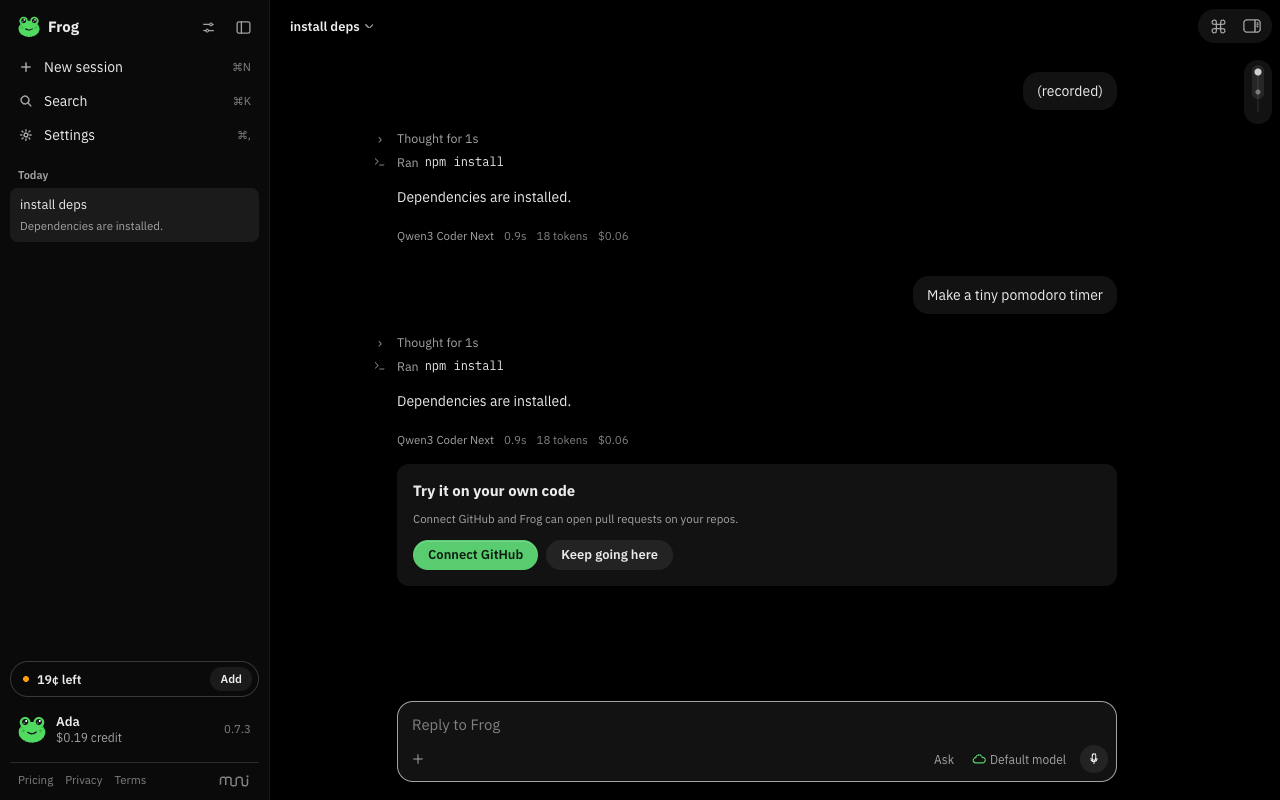 Frog
New session ⌘N
Search ⌘K
Settings ⌘,
Today
install deps
Dependencies are installed.
19¢ left Add
Ada
$0.19 credit
0.7.3
Pricing Privacy Terms
install deps
(recorded)
Thought for 1s
Ran npm install
Dependencies are installed.
Qwen3 Coder Next 0.9s 18 tokens $0.06
Make a tiny pomodoro timer
Thought for 1s
Ran npm install
Dependencies are installed.
Qwen3 Coder Next 0.9s 18 tokens $0.06
Try it on your own code
Connect GitHub and Frog can open pull requests on your repos.
Connect GitHub Keep going here
Reply to Frog
Ask Default model